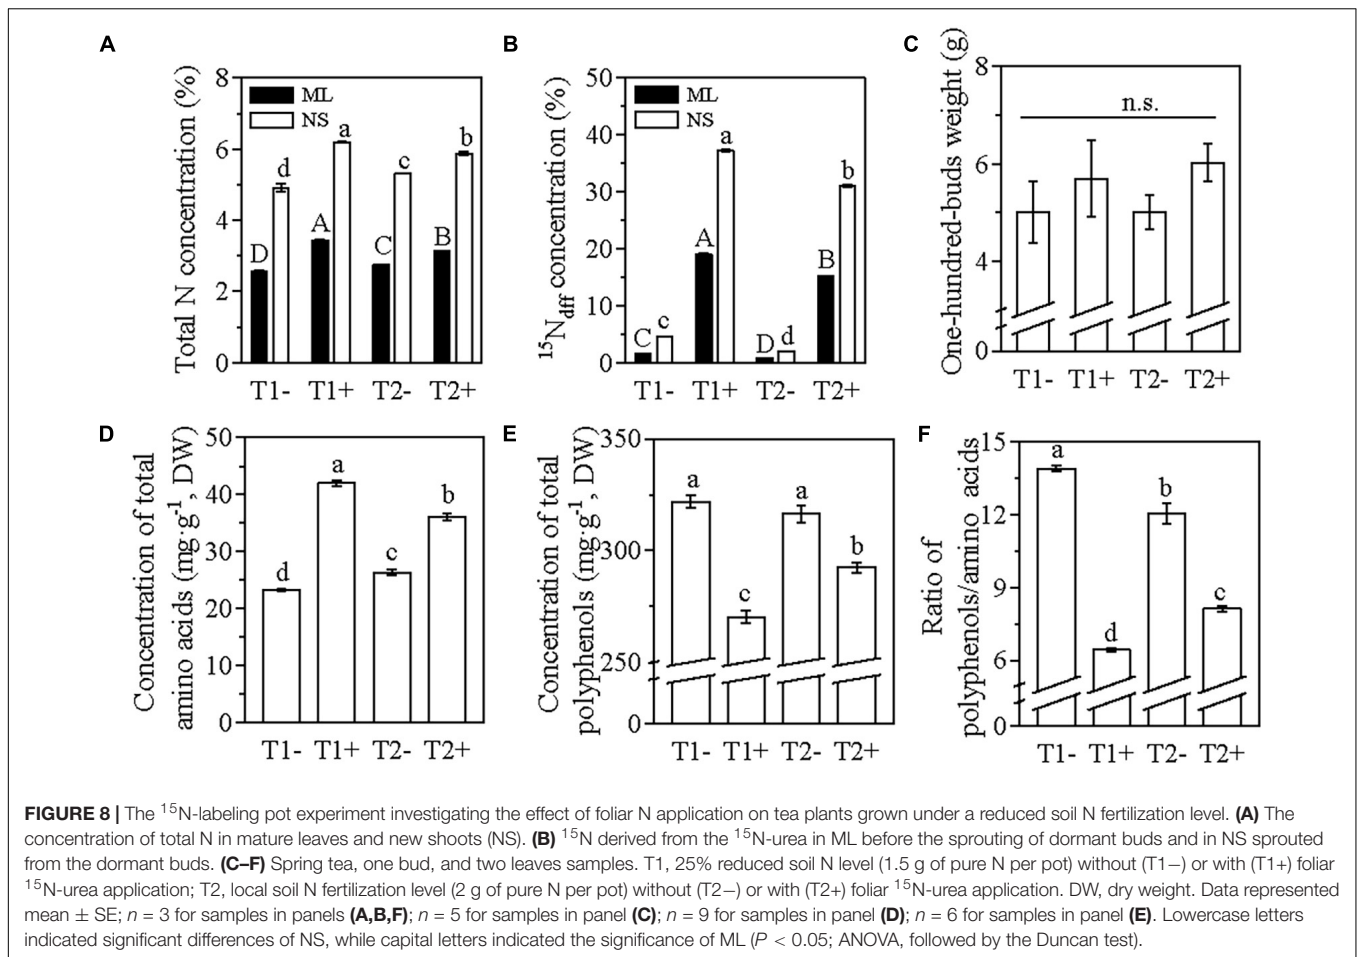 A
Total N concentration (%)
8
6
4
2
0
ML
NS
D
d
A
a
C
c
B
b
T1- T1+ T2- T2+
B
¹⁵Ndff concentration (%)
50
40
30
20
10
0
ML
NS
C
c
A
a
D
d
B
b
T1- T1+ T2- T2+
C
One-hundred-buds weight (g)
8
6
4
0
n.s.
T1- T1+ T2- T2+
D
Concentration of total
amino acids (mg·g⁻¹, DW)
50
40
30
20
10
0
d
a
c
b
T1- T1+ T2- T2+
E
Concentration of total
polyphenols (mg·g⁻¹, DW)
350
300
250
0
a
c
a
b
T1- T1+ T2- T2+
F
Ratio of
polyphenols/amino acids
15
12
9
6
0
a
d
b
c
T1- T1+ T2- T2+
FIGURE 8 | The ¹⁵N-labeling pot experiment investigating the effect of foliar N application on tea plants grown under a reduced soil N fertilization level. (A) The
concentration of total N in mature leaves and new shoots (NS). (B) ¹⁵N derived from the ¹⁵N-urea in ML before the sprouting of dormant buds and in NS sprouted
from the dormant buds. (C–F) Spring tea, one bud, and two leaves samples. T1, 25% reduced soil N level (1.5 g of pure N per pot) without (T1−) or with (T1+) foliar
¹⁵N-urea application; T2, local soil N fertilization level (2 g of pure N per pot) without (T2−) or with (T2+) foliar ¹⁵N-urea application. DW, dry weight. Data represented
mean ± SE; n = 3 for samples in panels (A,B,F); n = 5 for samples in panel (C); n = 9 for samples in panel (D); n = 6 for samples in panel (E). Lowercase letters
indicated significant differences of NS, while capital letters indicated the significance of ML (P < 0.05; ANOVA, followed by the Duncan test).